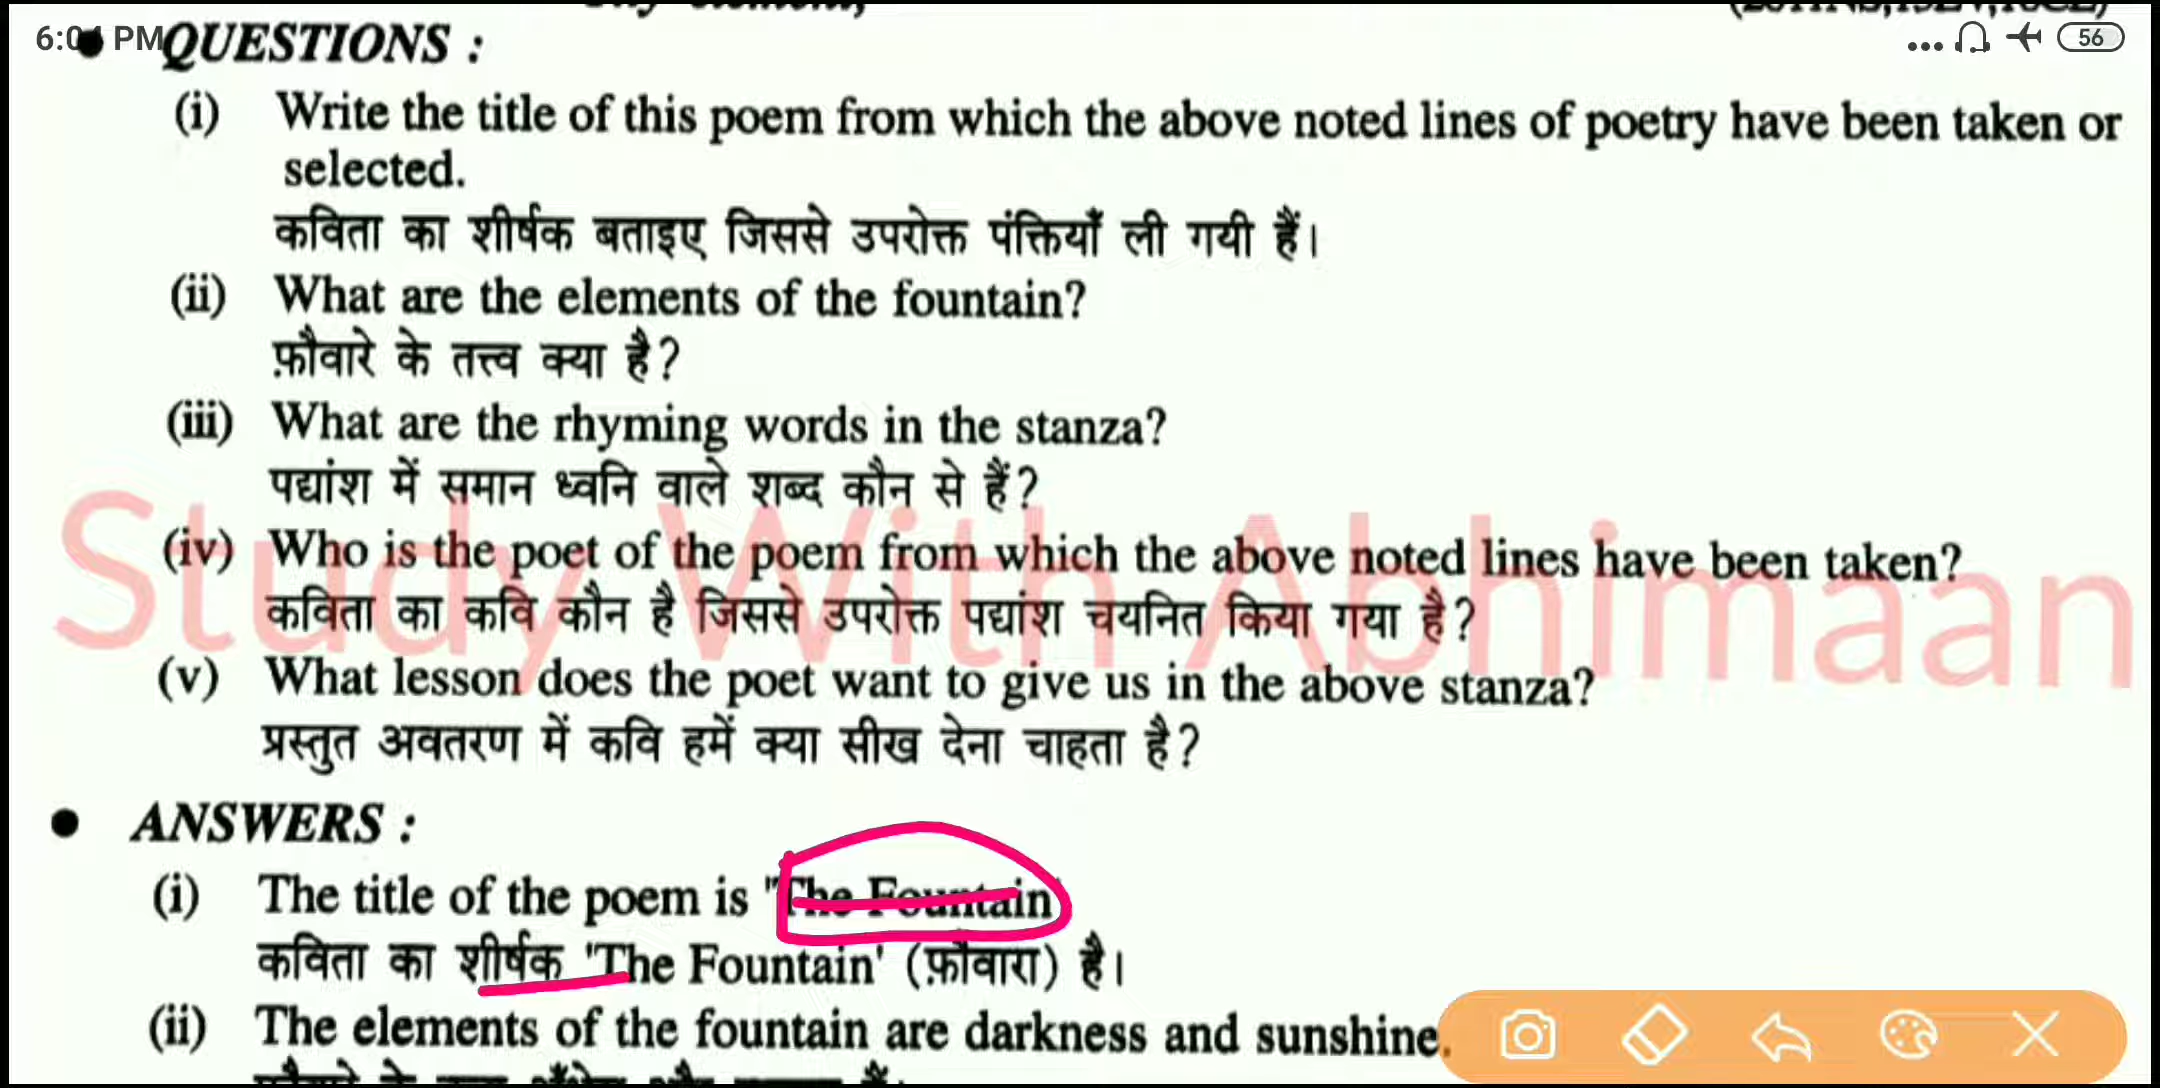 6:04 PM
56
QUESTIONS :
(i) Write the title of this poem from which the above noted lines of poetry have been taken or
selected.
कविता का शीर्षक बताइए जिससे उपरोक्त पंक्तियाँ ली गयी हैं।
(ii) What are the elements of the fountain?
फ़ौवारे के तत्त्व क्या है?
(iii) What are the rhyming words in the stanza?
पद्यांश में समान ध्वनि वाले शब्द कौन से हैं?
(iv) Who is the poet of the poem from which the above noted lines have been taken?
कविता का कवि कौन है जिससे उपरोक्त पद्यांश चयनित किया गया है?
Study With Abhimaan
(v) What lesson does the poet want to give us in the above stanza?
प्रस्तुत अवतरण में कवि हमें क्या सीख देना चाहता है?
ANSWERS :
(i) The title of the poem is 'The Fountain'
कविता का शीर्षक 'The Fountain' (फ़ौवारा) है।
(ii) The elements of the fountain are darkness and sunshine.